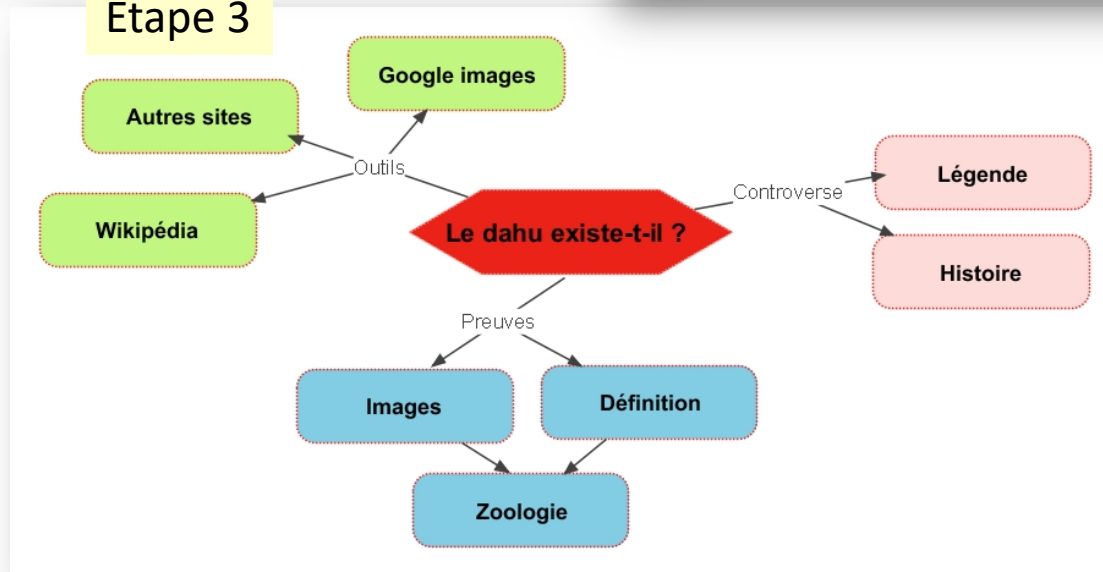 Etape 3
Google images
Autres sites
Outils
Wikipédia
Le dahu existe-t-il ?
Controverse
Légende
Histoire
Preuves
Images
Définition
Zoologie